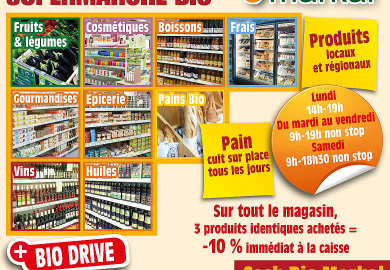 SUPERMARCHÉ BIO
Fruits
& légumes
Cosmétiques
Boissons
Frais
Produits
locaux
et régionaux
Gourmandises
Epicerie
Pains Bio
Lundi
14h-19h
Du mardi au vendredi
9h-19h non stop
Samedi
9h-18h30 non stop
Pain
cuit sur place
tous les jours
Vins
Huiles
Sur tout le magasin,
3 produits identiques achetés =
-10 % immédiat à la caisse
+ BIO DRIVE